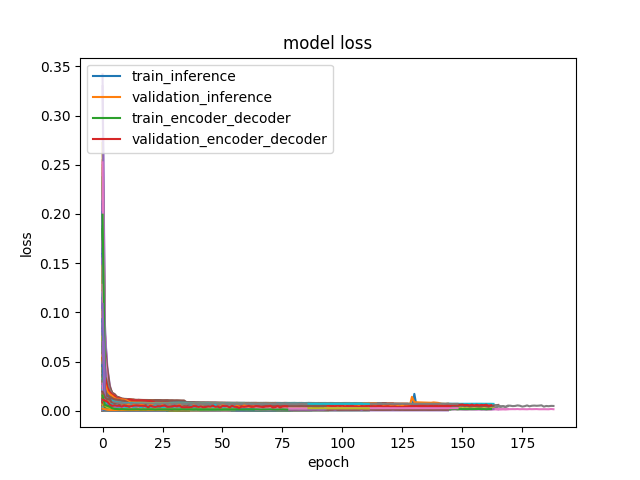 model loss
train_inference
validation_inference
train_encoder_decoder
validation_encoder_decoder
loss
0.35
0.30
0.25
0.20
0.15
0.10
0.05
0.00
0 25 50 75 100 125 150 175
epoch